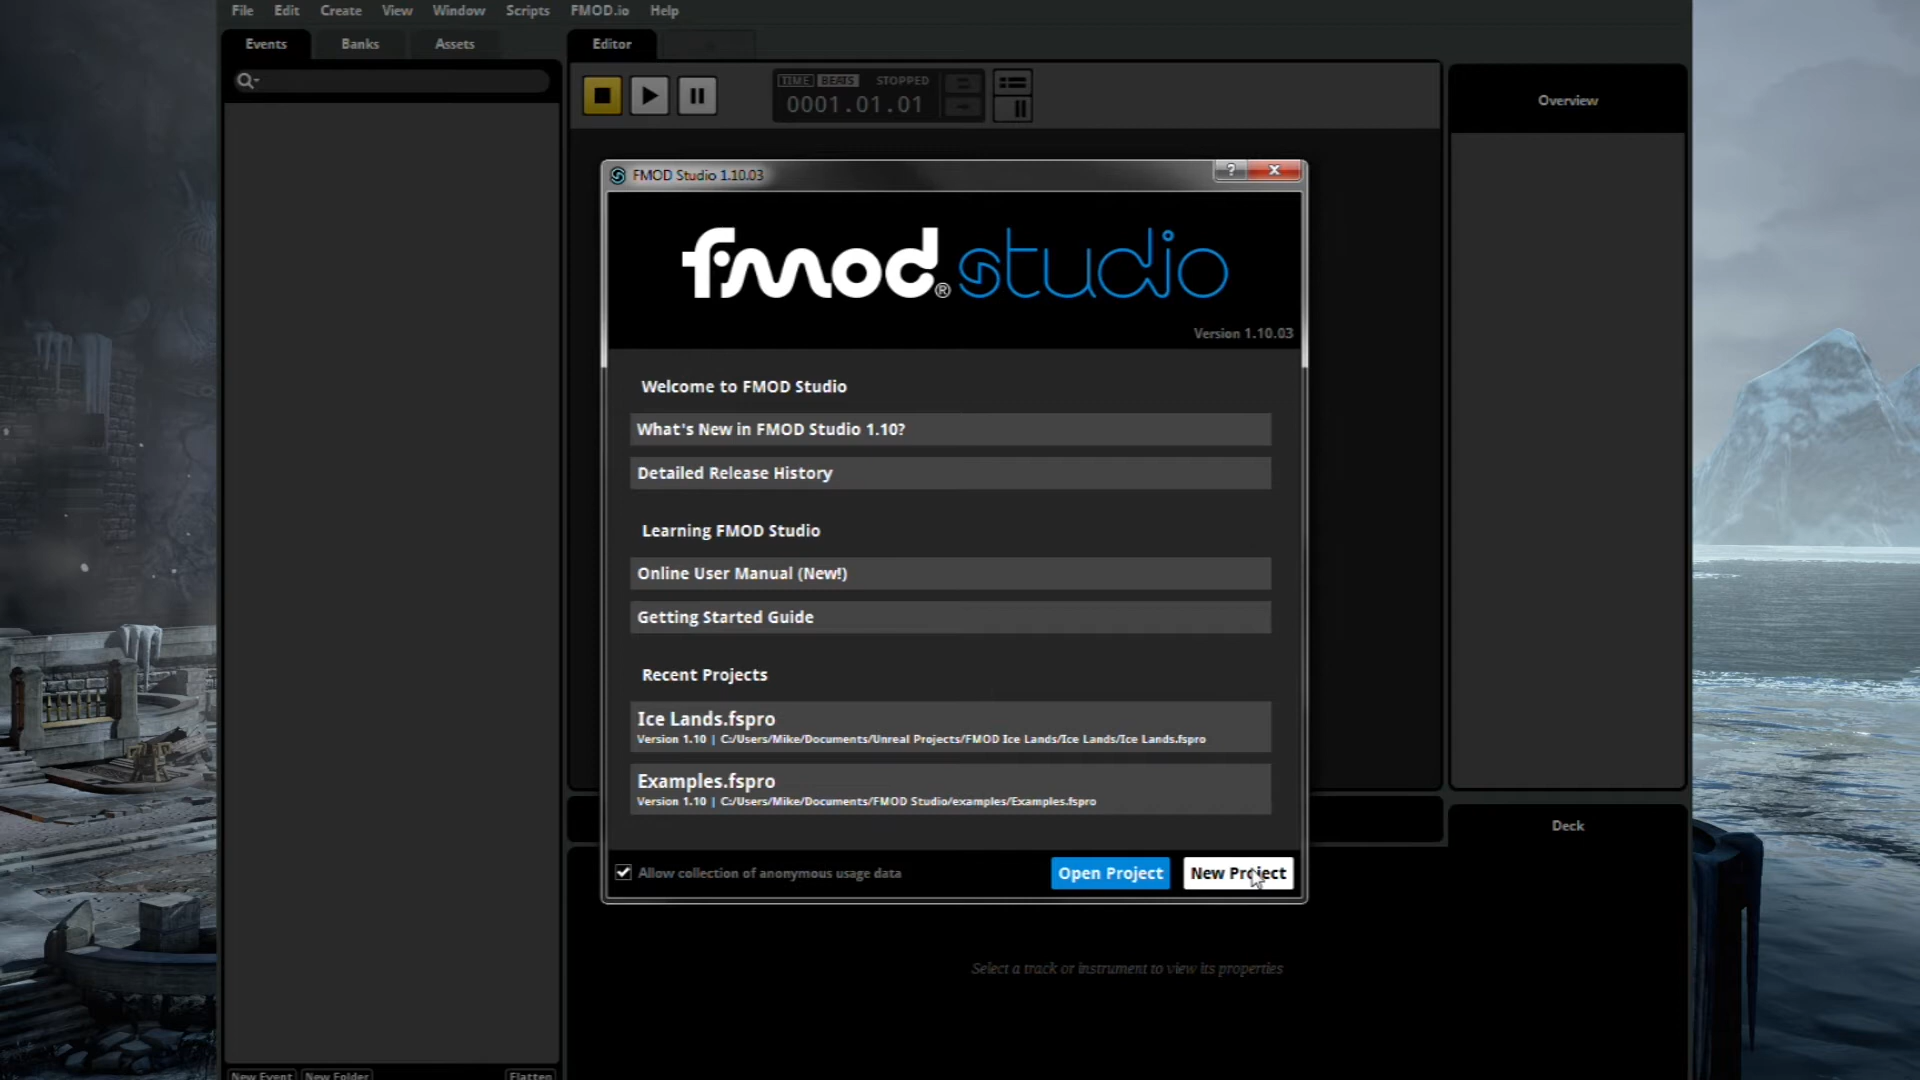 File Edit Create View Window Scripts FMOD.io Help
Events Banks Assets Editor
TIME BEATS STOPPED
0001.01.01
Overview
FMOD Studio 1.10.03
fmod® studio
Version 1.10.03
Welcome to FMOD Studio
What's New in FMOD Studio 1.10?
Detailed Release History
Learning FMOD Studio
Online User Manual (New!)
Getting Started Guide
Recent Projects
Ice Lands.fspro
Version 1.10 | C:/Users/Mike/Documents/Unreal Projects/FMOD Ice Lands/Ice Lands/Ice Lands.fspro
Examples.fspro
Version 1.10 | C:/Users/Mike/Documents/FMOD Studio/examples/Examples.fspro
Deck
Allow collection of anonymous usage data
Open Project New Project
Select a track or instrument to view its properties
New Event New Folder Flatten